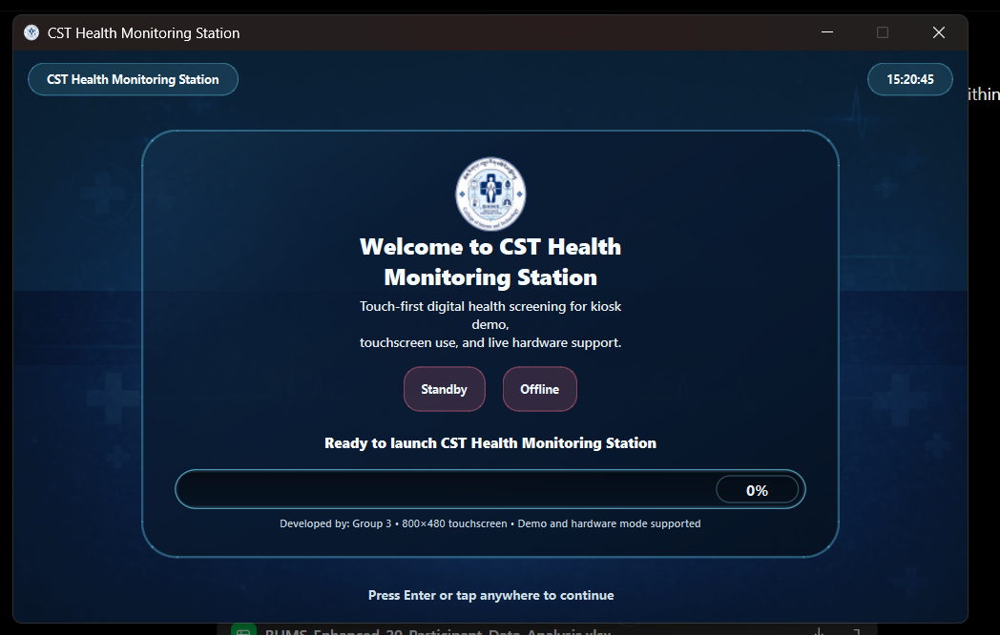 CST Health Monitoring Station
CST Health Monitoring Station
15:20:45
ithin
Welcome to CST Health
Monitoring Station
Touch-first digital health screening for kiosk
demo,
touchscreen use, and live hardware support.
Standby
Offline
Ready to launch CST Health Monitoring Station
0%
Developed by: Group 3 • 800×480 touchscreen • Demo and hardware mode supported
Press Enter or tap anywhere to continue